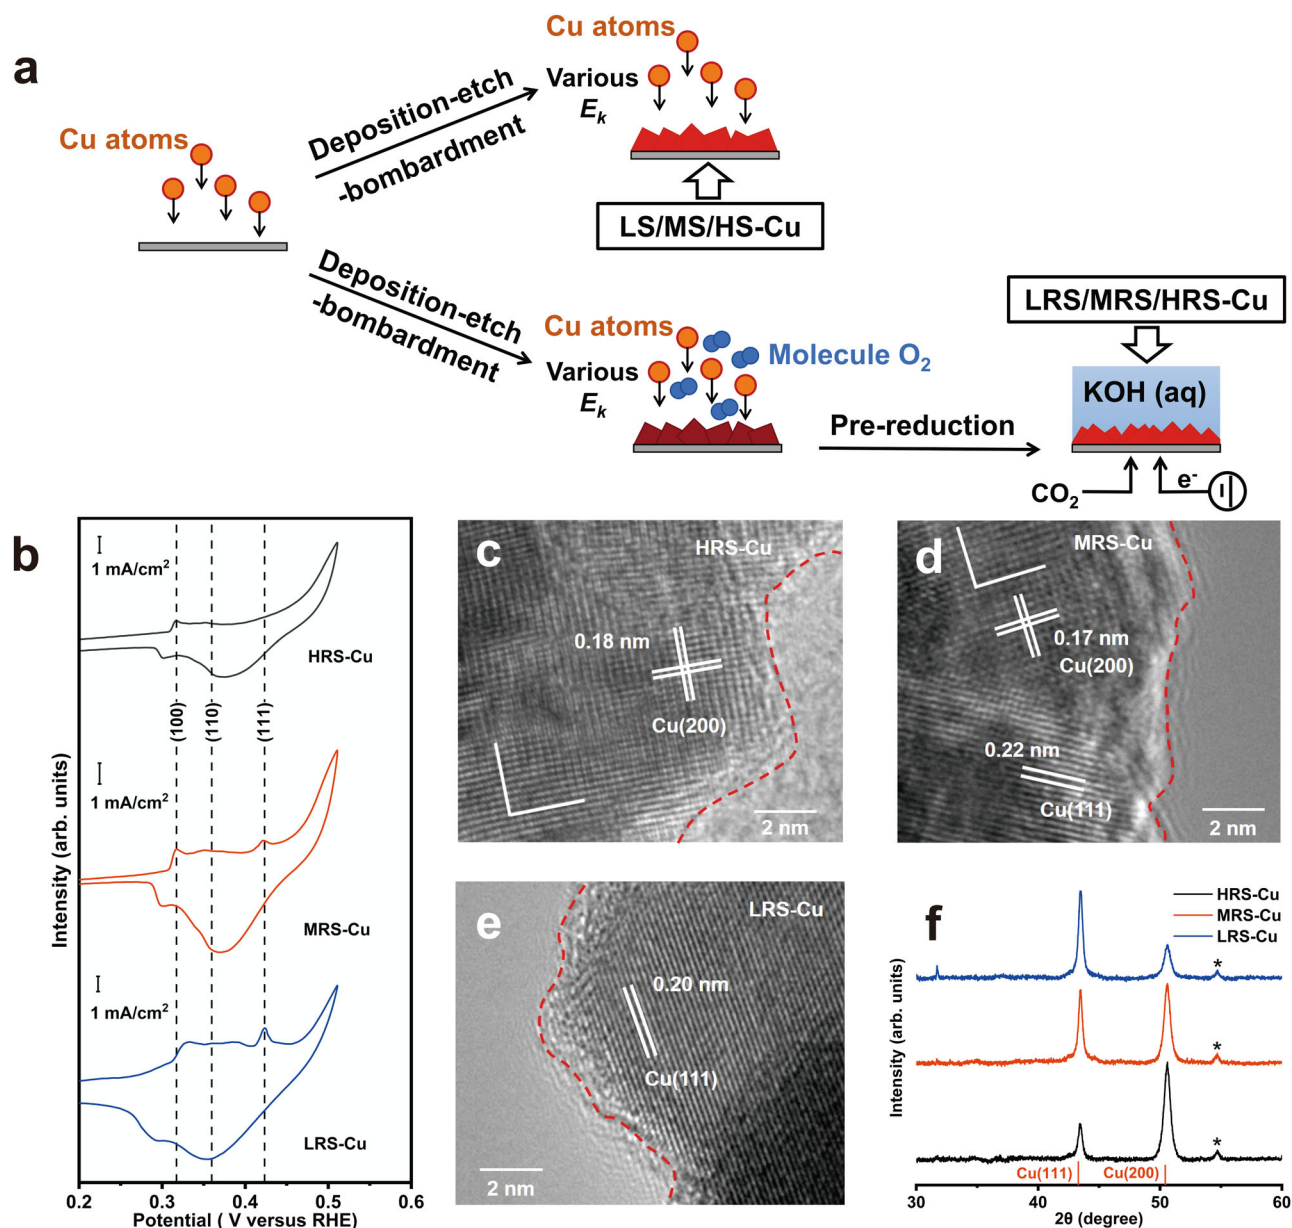 a
Cu atoms
Deposition-etch
-bombardment
Cu atoms
Various
Ek
LS/MS/HS-Cu
Deposition-etch
-bombardment
Cu atoms
Molecule O2
Various
Ek
Pre-reduction
LRS/MRS/HRS-Cu
KOH (aq)
CO2
e-
b
Intensity (arb. units)
1 mA/cm2
HRS-Cu
(100)
(110)
(111)
1 mA/cm2
MRS-Cu
1 mA/cm2
LRS-Cu
0.2
0.3
0.4
0.5
0.6
Potential ( V versus RHE)
c
HRS-Cu
0.18 nm
Cu(200)
2 nm
d
MRS-Cu
0.17 nm
Cu(200)
0.22 nm
Cu(111)
2 nm
e
LRS-Cu
0.20 nm
Cu(111)
2 nm
f
HRS-Cu
MRS-Cu
LRS-Cu
*
*
*
Intensity (arb. units)
Cu(111)
Cu(200)
30
40
50
60
2θ (degree)